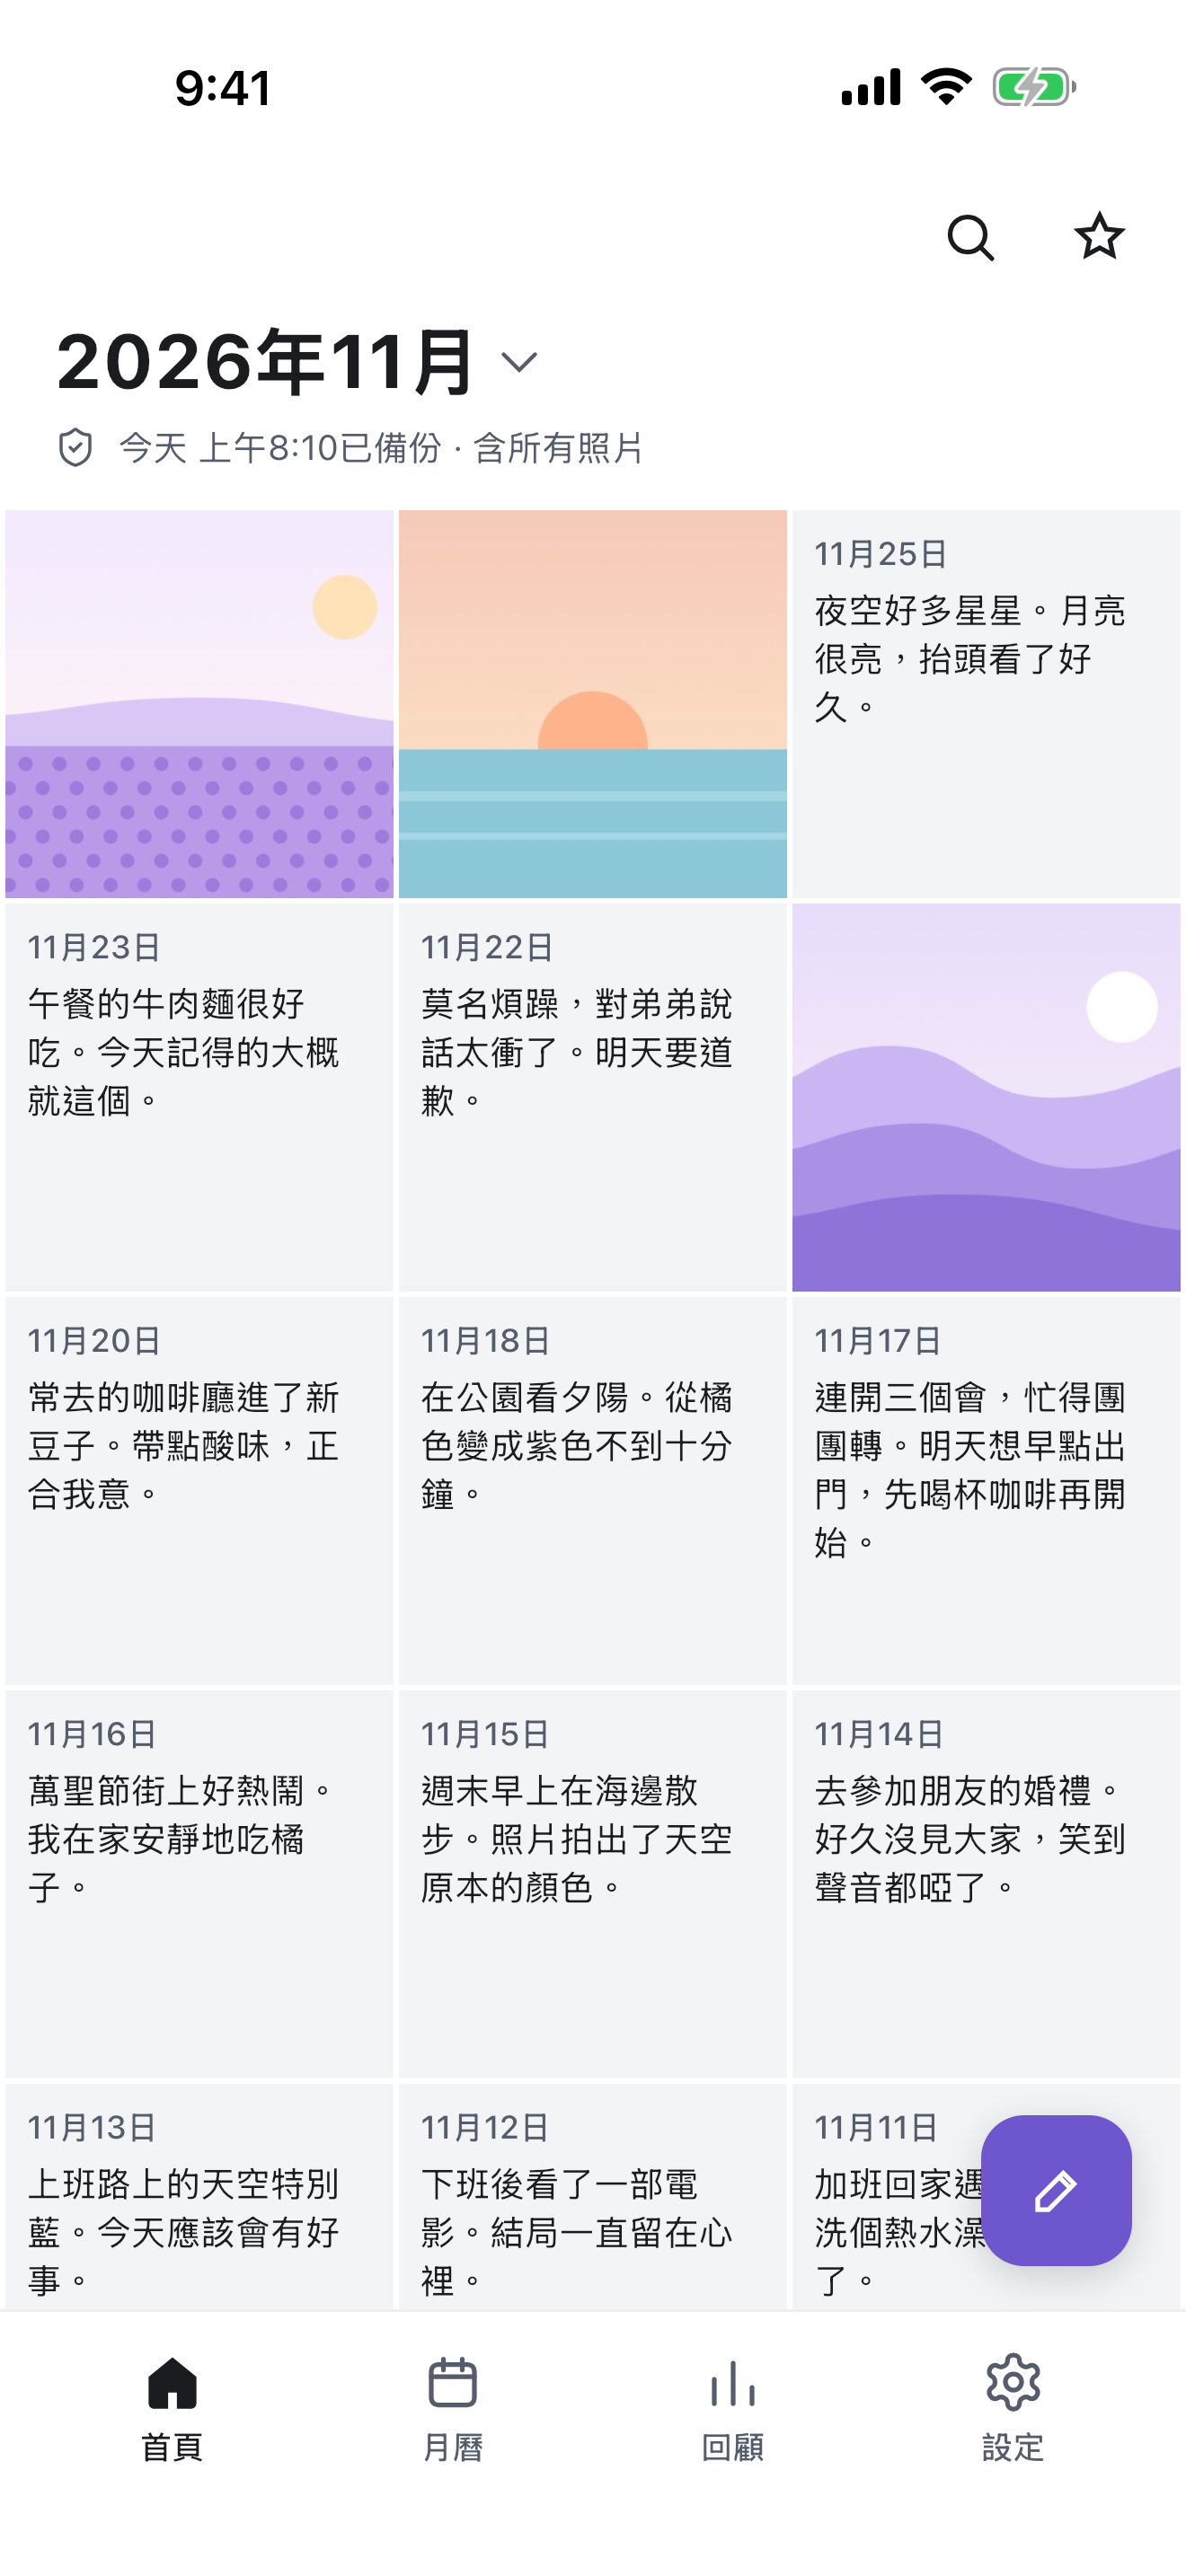 9:41
2026年11月
今天 上午8:10已備份 · 含所有照片
11月25日
夜空好多星星。月亮
很亮，抬頭看了好
久。
11月23日
午餐的牛肉麵很好
吃。今天記得的大概
就這個。
11月22日
莫名煩躁，對弟弟說
話太衝了。明天要道
歉。
11月20日
常去的咖啡廳進了新
豆子。帶點酸味，正
合我意。
11月18日
在公園看夕陽。從橘
色變成紫色不到十分
鐘。
11月17日
連開三個會，忙得團
團轉。明天想早點出
門，先喝杯咖啡再開
始。
11月16日
萬聖節街上好熱鬧。
我在家安靜地吃橘
子。
11月15日
週末早上在海邊散
步。照片拍出了天空
原本的顏色。
11月14日
去參加朋友的婚禮。
好久沒見大家，笑到
聲音都啞了。
11月13日
上班路上的天空特別
藍。今天應該會有好
事。
11月12日
下班後看了一部電
影。結局一直留在心
裡。
11月11日
加班回家遇
洗個熱水澡
了。
首頁
月曆
回顧
設定